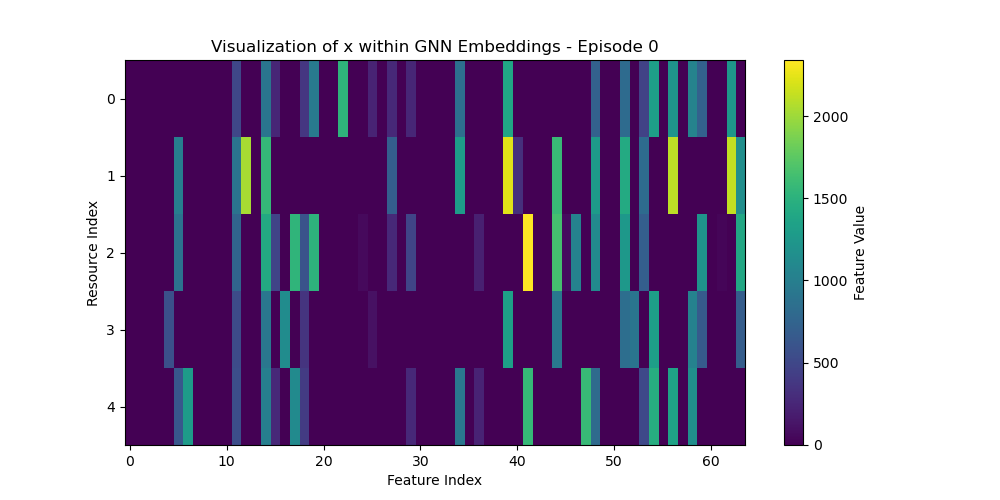 Visualization of x within GNN Embeddings - Episode 0
Resource Index
0
1
2
3
4
0 10 20 30 40 50 60
Feature Index
2000
1500
1000
500
0
Feature Value